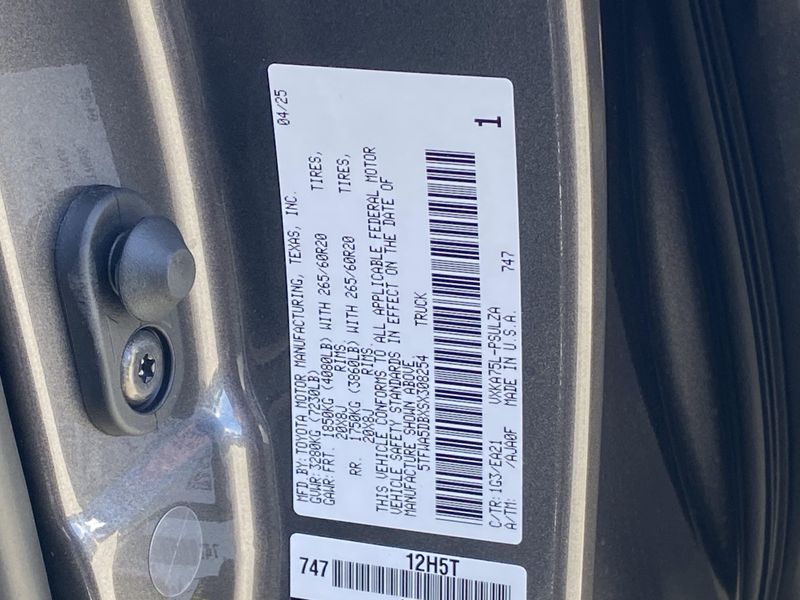 04/25
MFD.BY:TOYOTA MOTOR MANUFACTURING, TEXAS, INC.
GVWR:3280KG (7230LB)
GAWR:FRT. 1850KG (4080LB) WITH 265/60R20 TIRES,
20X8J RIMS.
RR. 1750KG (3860LB) WITH 265/60R20 TIRES,
20X8J RIMS
THIS VEHICLE CONFORMS TO ALL APPLICABLE FEDERAL MOTOR
VEHICLE SAFETY STANDARDS IN EFFECT ON THE DATE OF
MANUFACTURE SHOWN ABOVE.
5TFWA5DBXSX308254 TRUCK
1
C/TR:1G3/EA21 VXKA75L-PSULZA 747
A/TM: /AJA0F MADE IN U.S.A.
747 12H5T